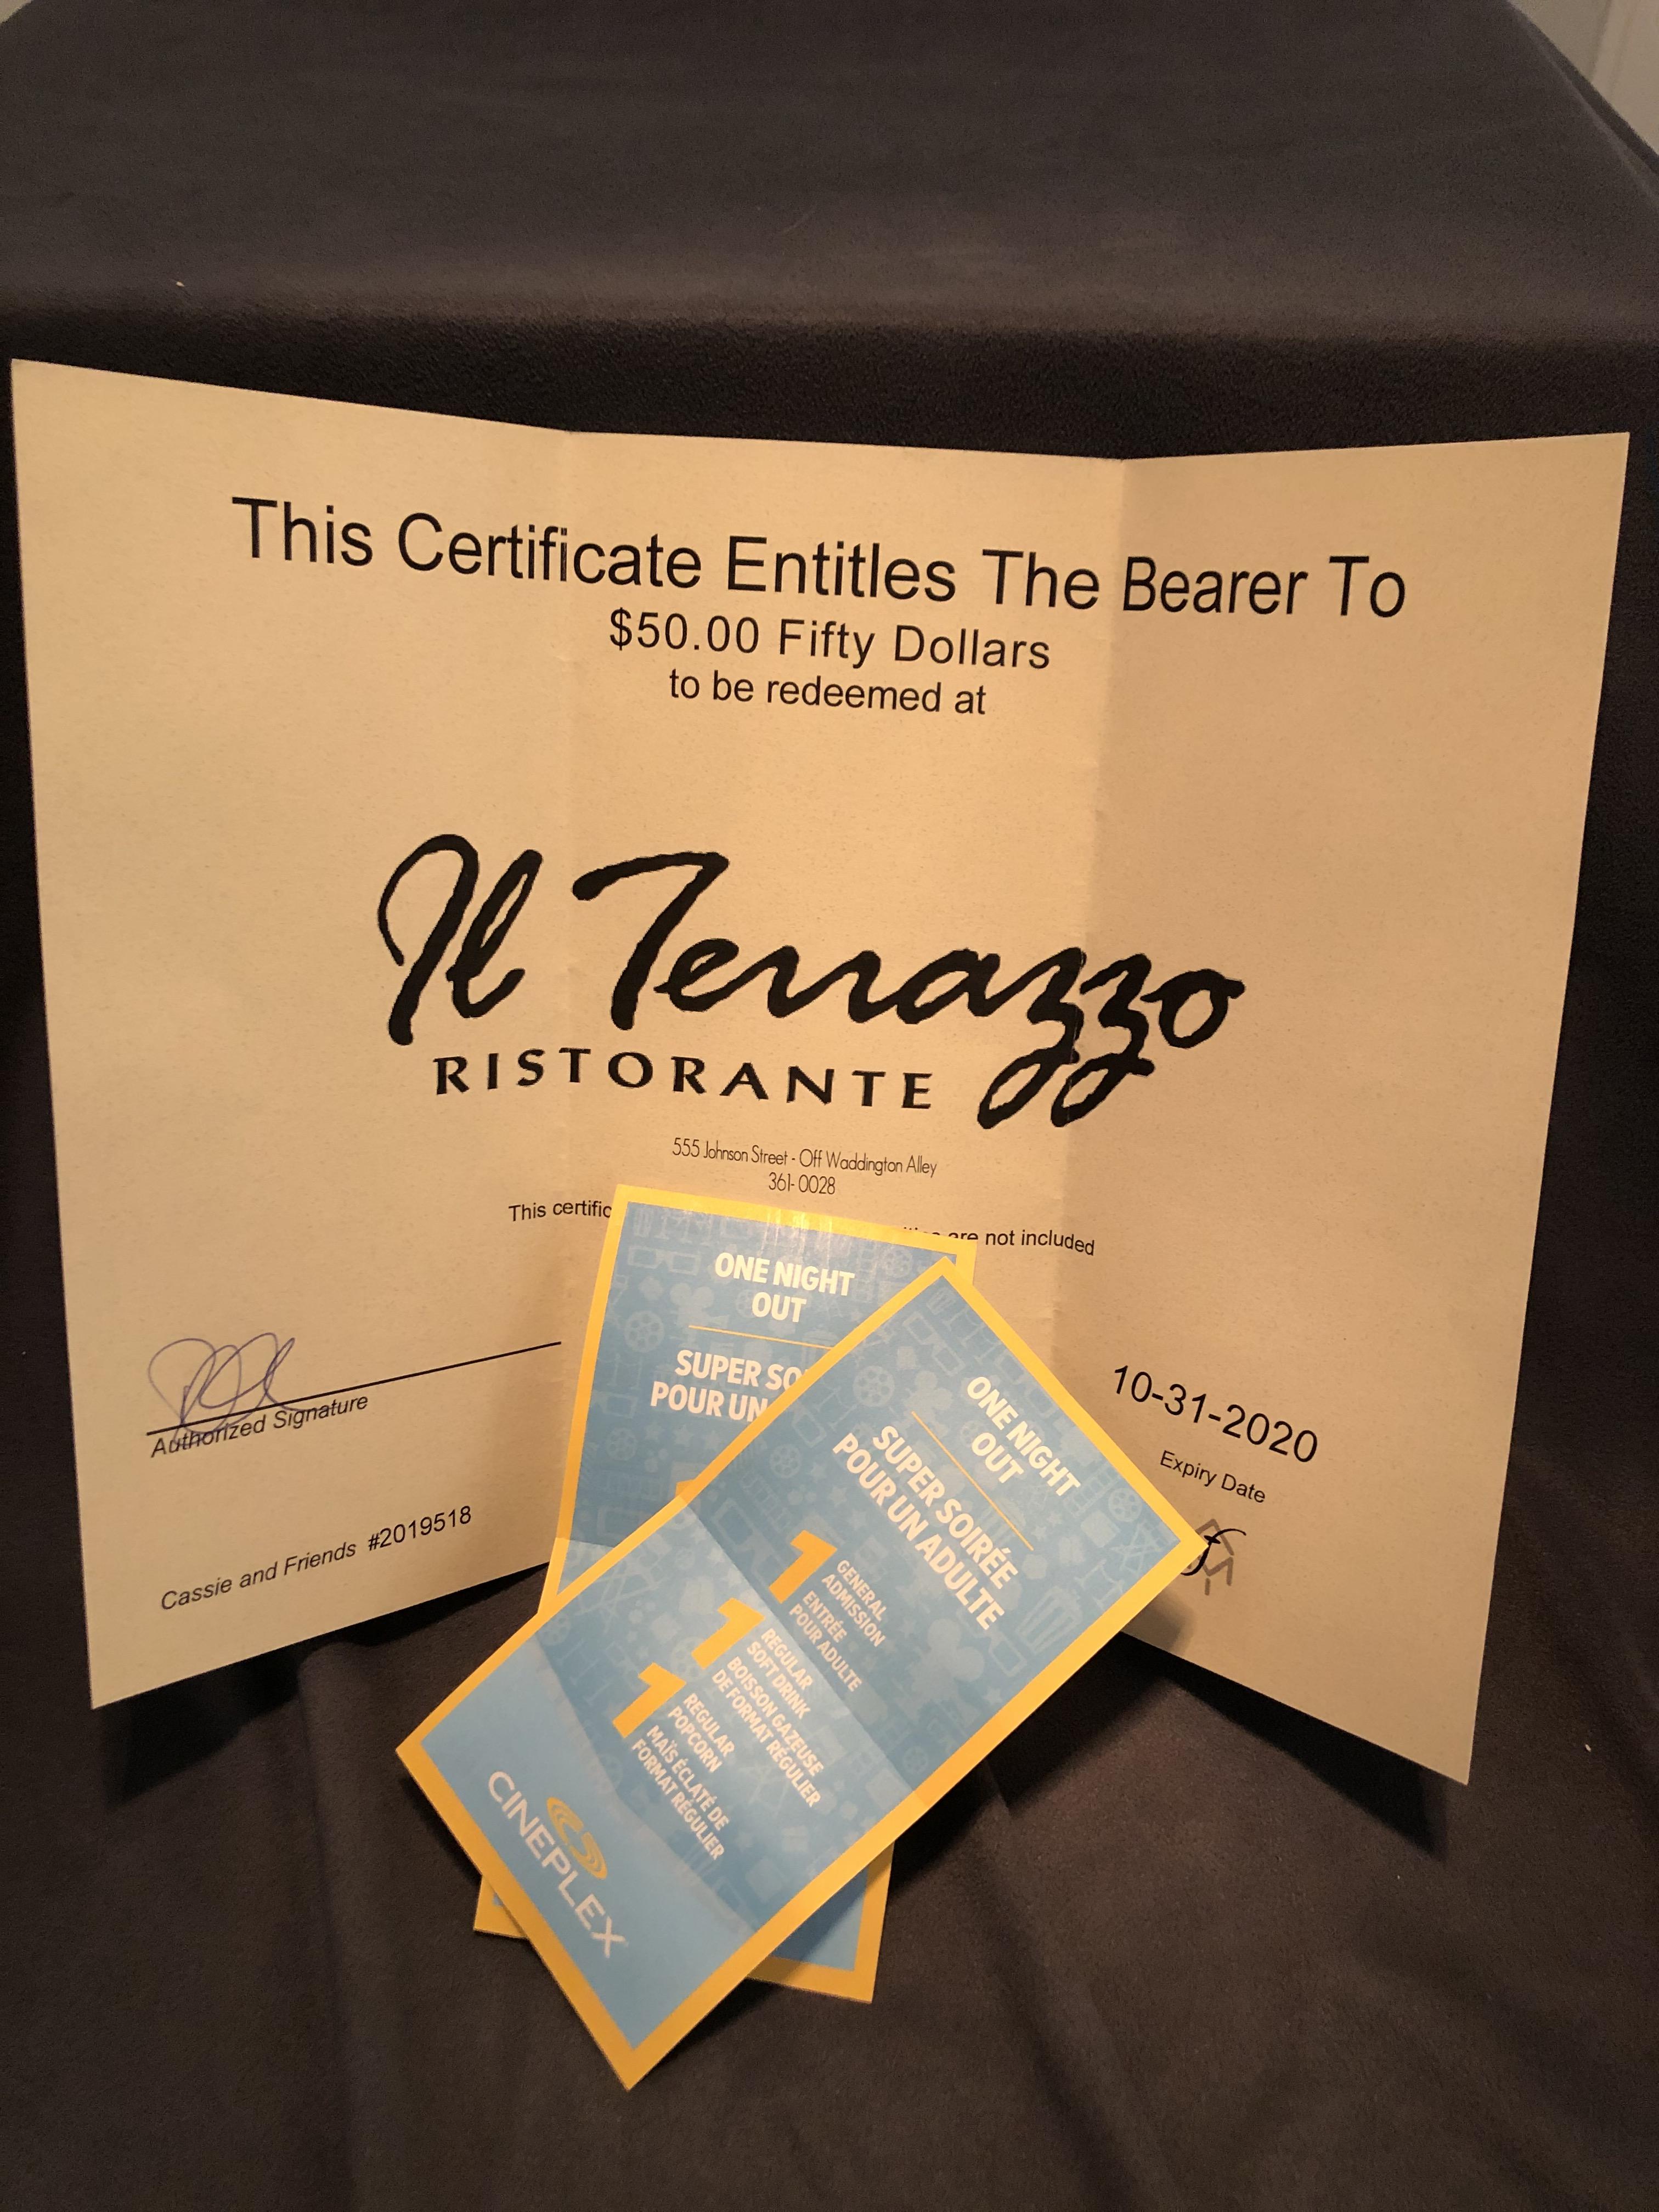 This Certificate Entitles The Bearer To
$50.00 Fifty Dollars
to be redeemed at
Il Terrazzo
RISTORANTE
555 Johnson Street - Off Waddington Alley
361-0028
This certific
are not included
Authorized Signature
Cassie and Friends #2019518
10-31-2020
Expiry Date
ONE NIGHT
OUT
SUPER SO
POUR UN
ONE NIGHT
OUT
SUPER SOIRÉE
POUR UN ADULTE
1 GENERAL
ADMISSION
ENTRÉE
POUR ADULTE
1 REGULAR
SOFT DRINK
BOISSON GAZEUSE
DE FORMAT RÉGULIER
1 REGULAR
POPCORN
MAÏS ÉCLATÉ DE
FORMAT RÉGULIER
CINEPLEX